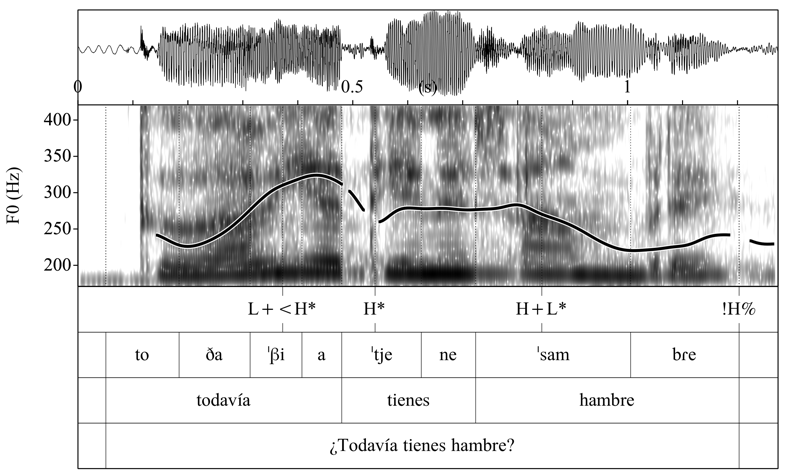 0 0.5 (s) 1
400
350
300
250
200
F0 (Hz)
L+<H* H* H+L* !H%
to ða ˈβi a ˈtje ne ˈsam bɾe
todavía tienes hambre
¿Todavía tienes hambre?